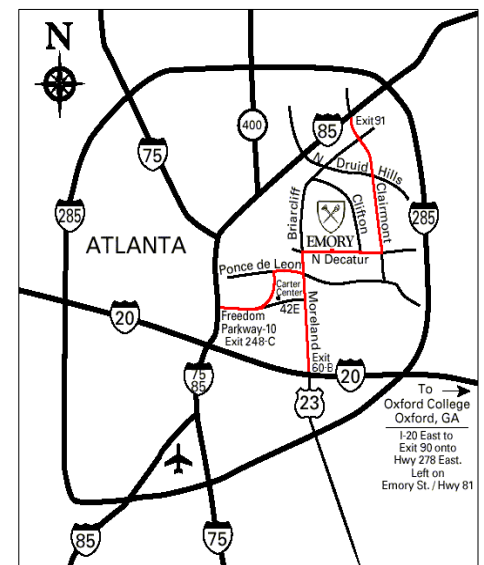 N
400
85
Exit 91
75
N Druid Hills
285
Briarcliff
Clifton
Clairmont
285
EMORY
ATLANTA
N Decatur
Ponce de Leon
Carter
Center
42E
Moreland
20
Freedom
Parkway-10
Exit 248-C
Exit
60-B
20
75
85
23
To
Oxford College
Oxford, GA
I-20 East to
Exit 90 onto
Hwy 278 East.
Left on
Emory St. / Hwy 81
85
75